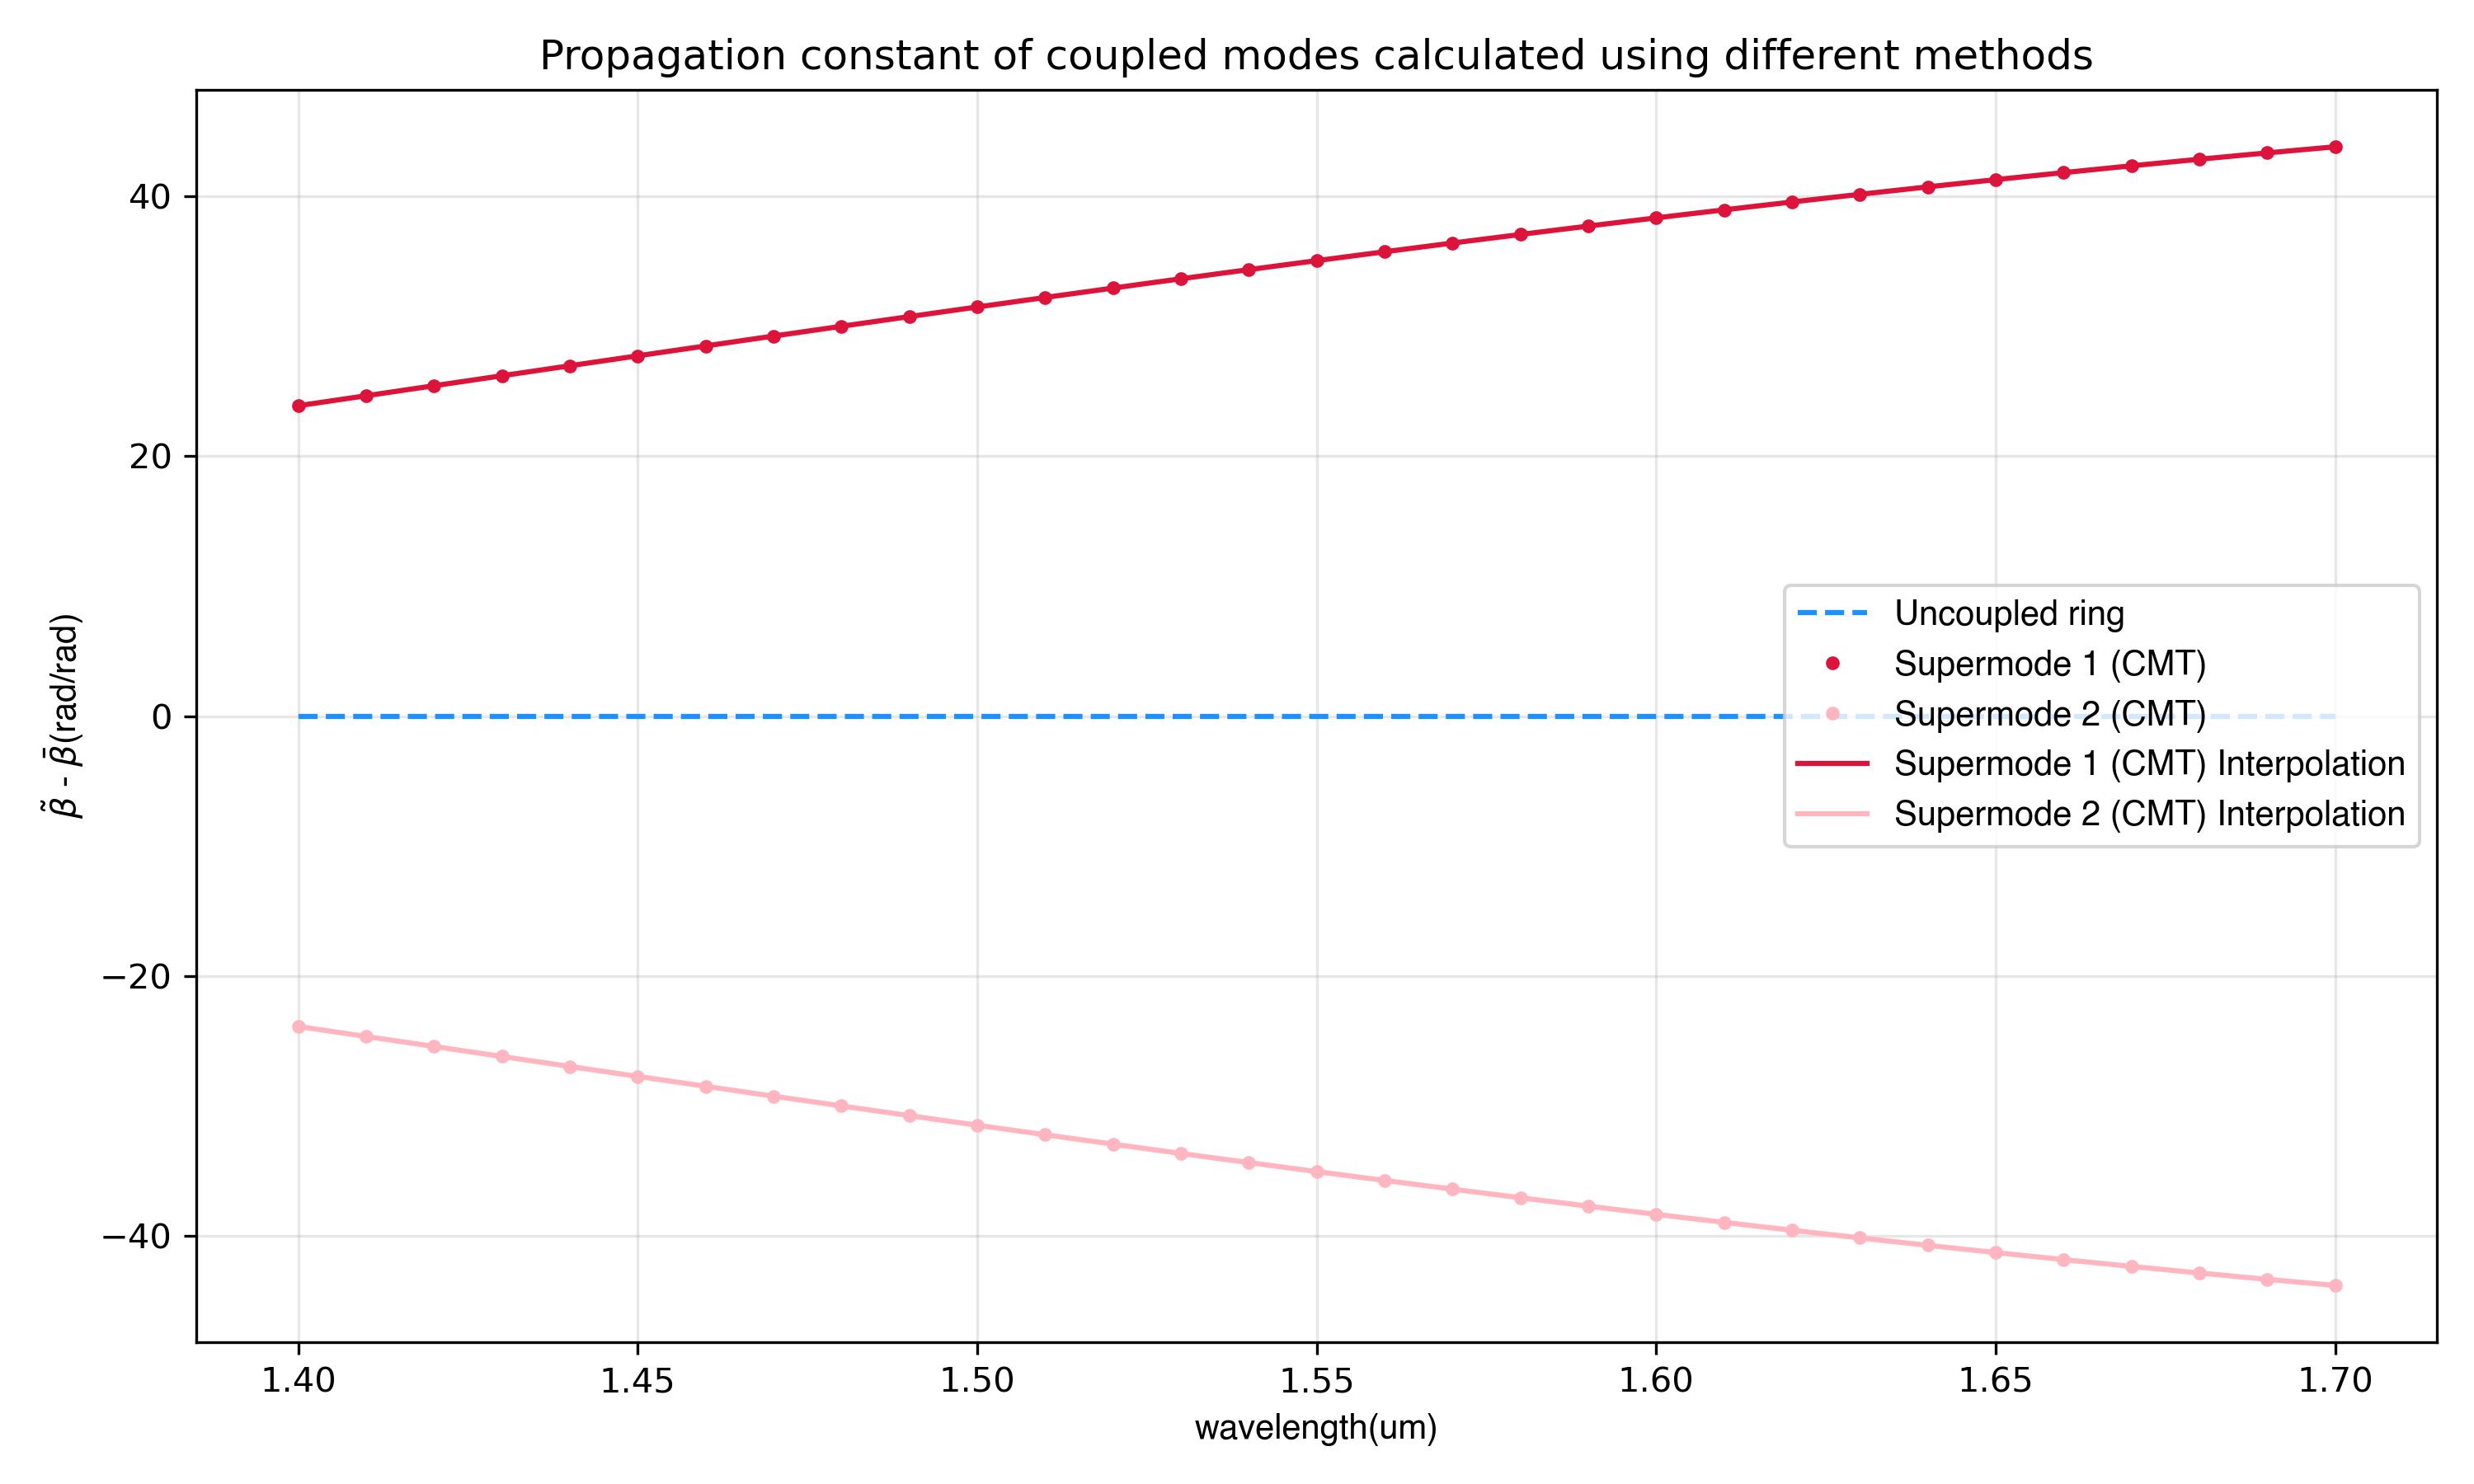 Propagation constant of coupled modes calculated using different methods
40
20
0
−20
−40
β̃ - β̄(rad/rad)
Uncoupled ring
Supermode 1 (CMT)
Supermode 2 (CMT)
Supermode 1 (CMT) Interpolation
Supermode 2 (CMT) Interpolation
1.40 1.45 1.50 1.55 1.60 1.65 1.70
wavelength(um)